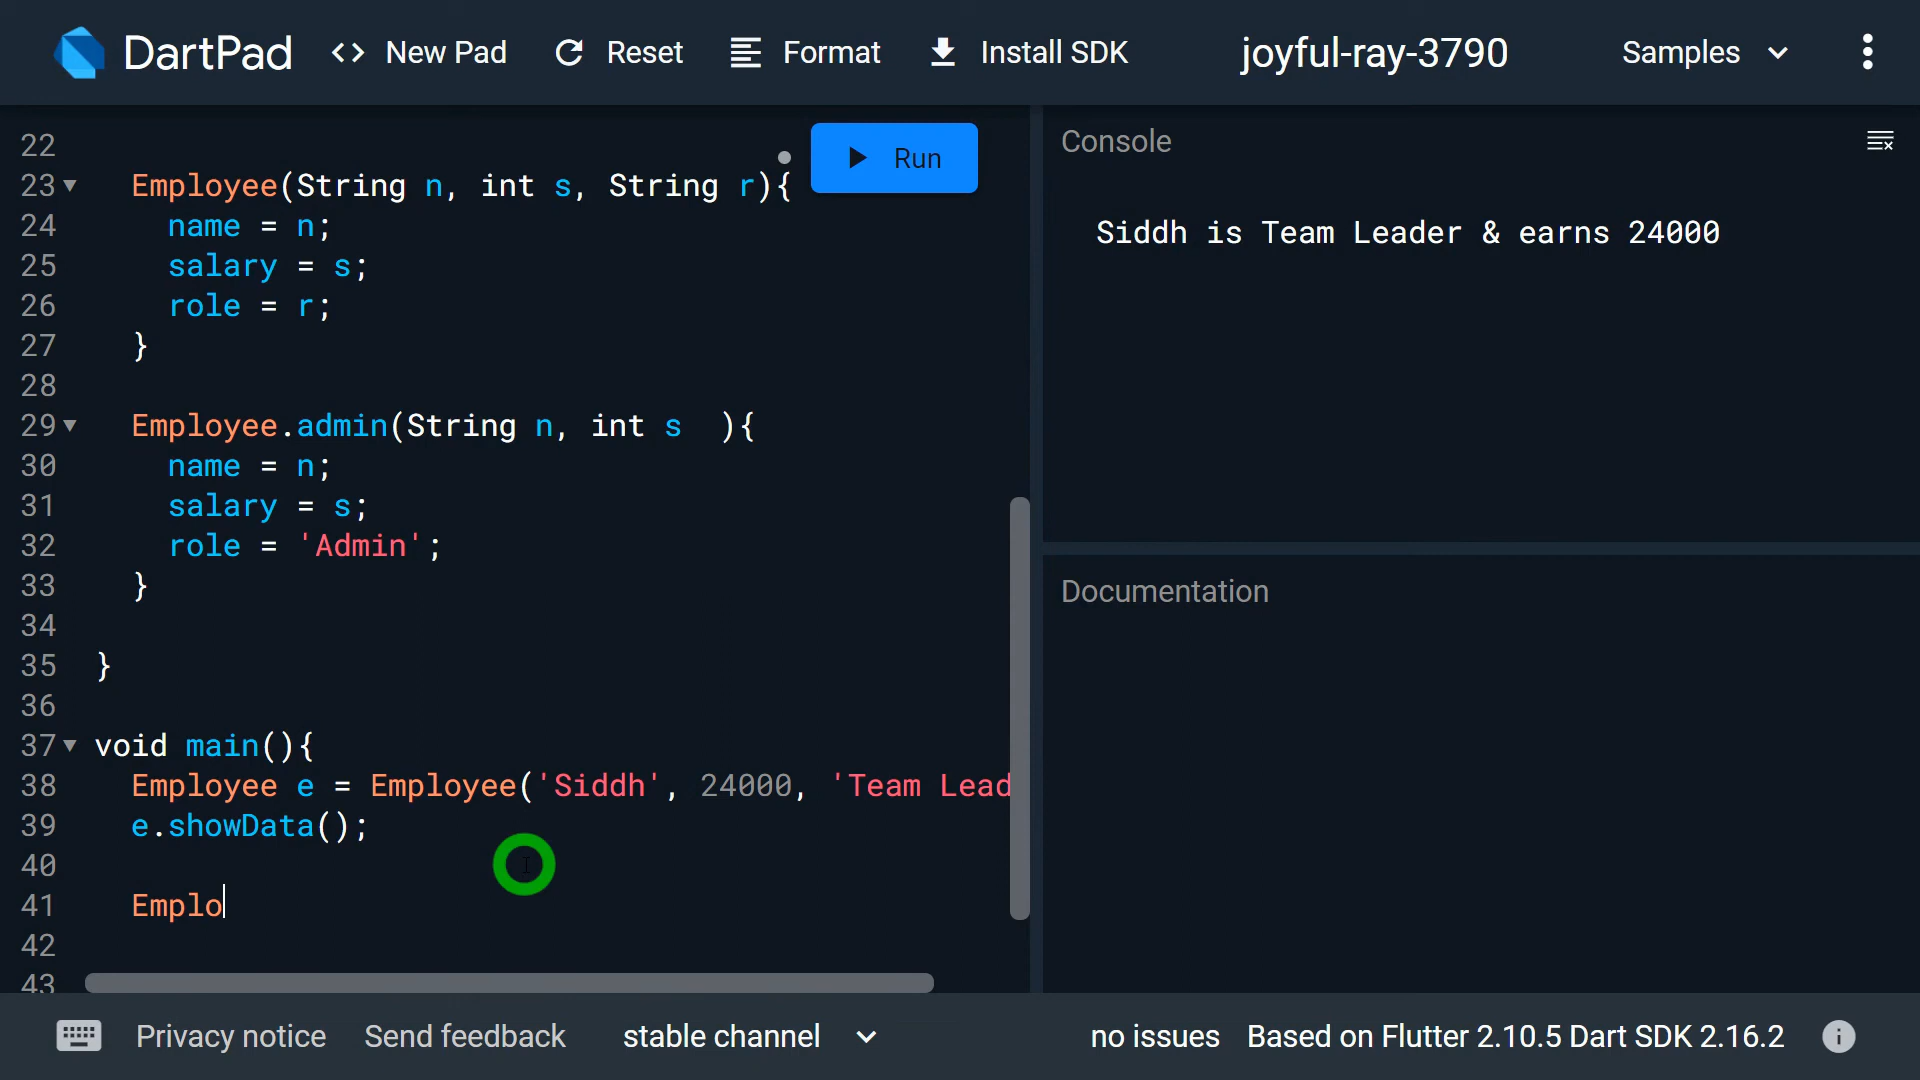 DartPad <> New Pad Reset Format Install SDK joyful-ray-3790 Samples
22
23 Employee(String n, int s, String r){
24 name = n;
25 salary = s;
26 role = r;
27 }
28
29 Employee.admin(String n, int s  ){
30 name = n;
31 salary = s;
32 role = 'Admin';
33 }
34
35 }
36
37 void main(){
38 Employee e = Employee('Siddh', 24000, 'Team Lead
39 e.showData();
40
41 Emplo
42
43
Run
Console
Siddh is Team Leader & earns 24000
Documentation
Privacy notice Send feedback stable channel no issues Based on Flutter 2.10.5 Dart SDK 2.16.2